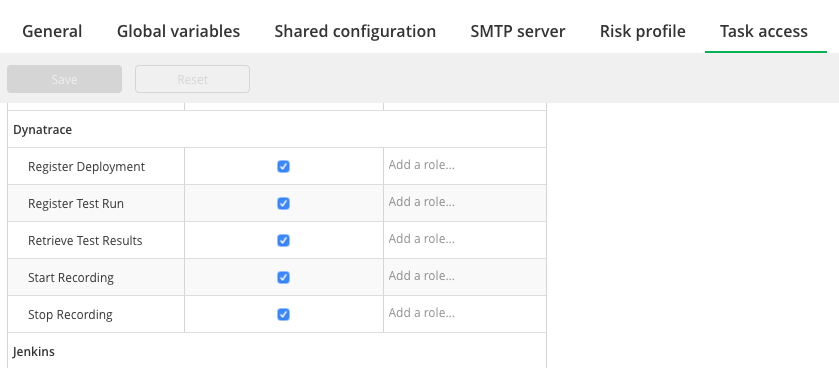 General Global variables Shared configuration SMTP server Risk profile Task access
Save Reset
Dynatrace
Register Deployment Add a role...
Register Test Run Add a role...
Retrieve Test Results Add a role...
Start Recording Add a role...
Stop Recording Add a role...
Jenkins